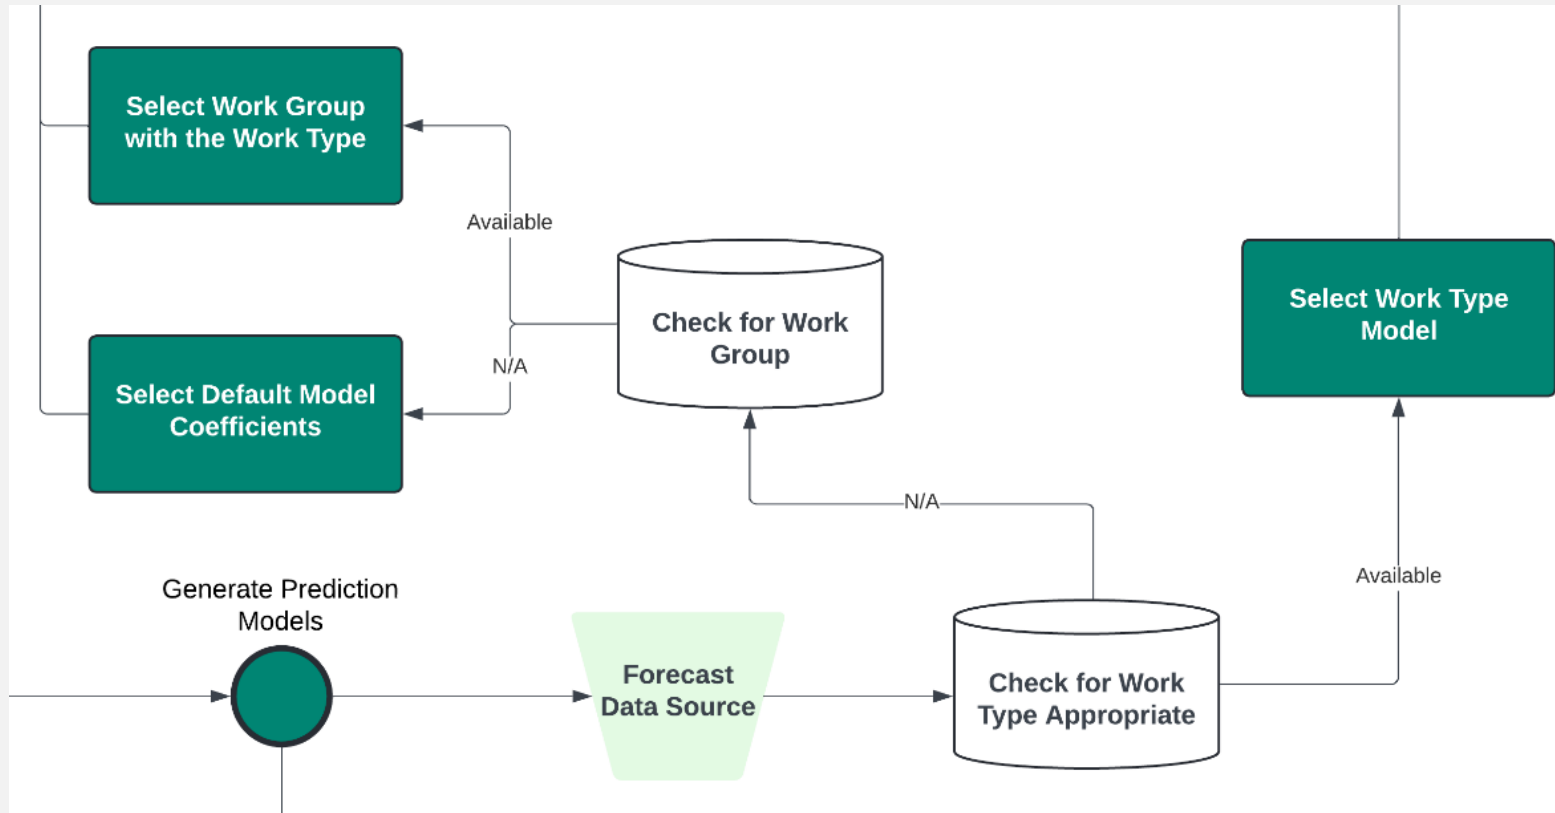 Select Work Group
with the Work Type
Available
Check for Work
Group
Select Work Type
Model
N/A
Select Default Model
Coefficients
N/A
Available
Generate Prediction
Models
Forecast
Data Source
Check for Work
Type Appropriate